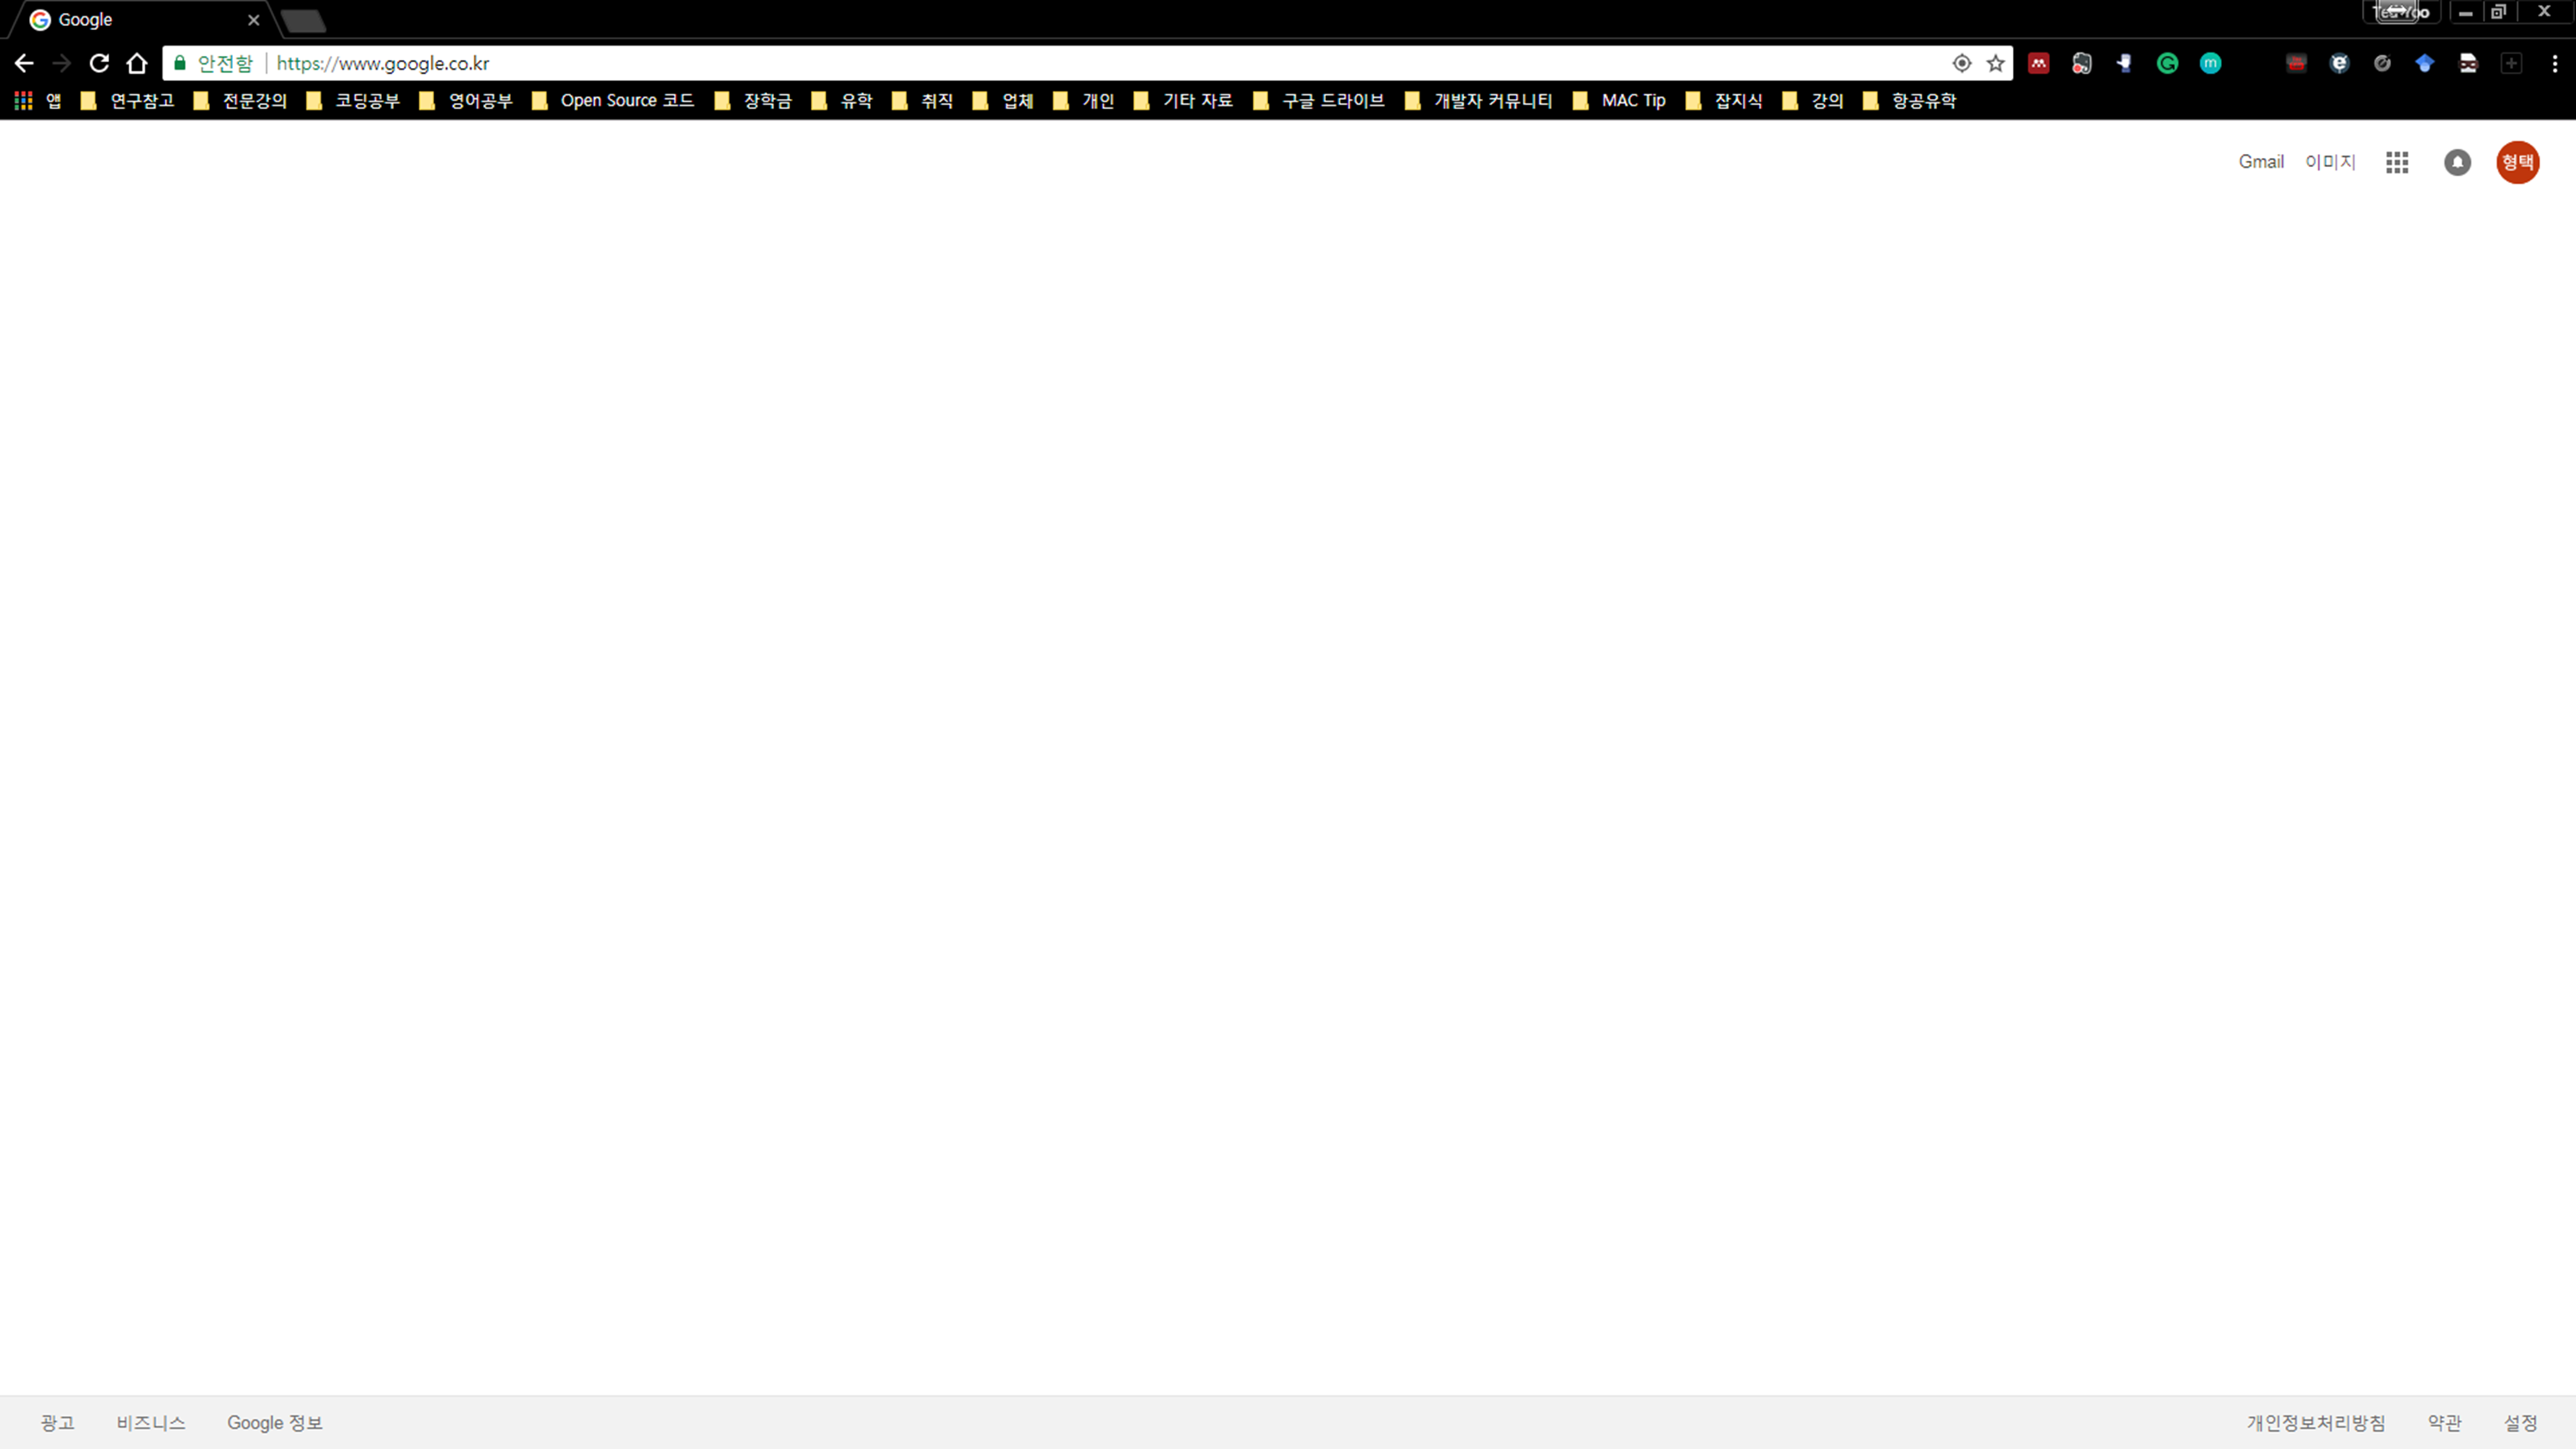 Google
안전함 https://www.google.co.kr
앱 연구참고 전문강의 코딩공부 영어공부 Open Source 코드 장학금 유학 취직 업체 개인 기타 자료 구글 드라이브 개발자 커뮤니티 MAC Tip 잡지식 강의 항공유학
Gmail 이미지 형택
광고 비즈니스 Google 정보 개인정보처리방침 약관 설정